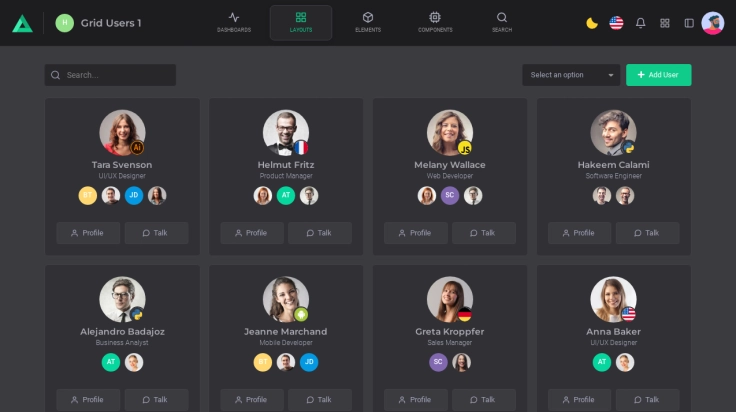 H Grid Users 1
DASHBOARDS LAYOUTS ELEMENTS COMPONENTS SEARCH
Search... Select an option + Add User
Ai JS
Tara Svenson Helmut Fritz Melany Wallace Hakeem Calami
UI/UX Designer Product Manager Web Developer Software Engineer
JD AT SC
Profile Talk Profile Talk Profile Talk Profile Talk
Alejandro Badajoz Jeanne Marchand Greta Kroppfer Anna Baker
Business Analyst Mobile Developer Sales Manager UI/UX Designer
AT JD SC AT
Profile Talk Profile Talk Profile Talk Profile Talk